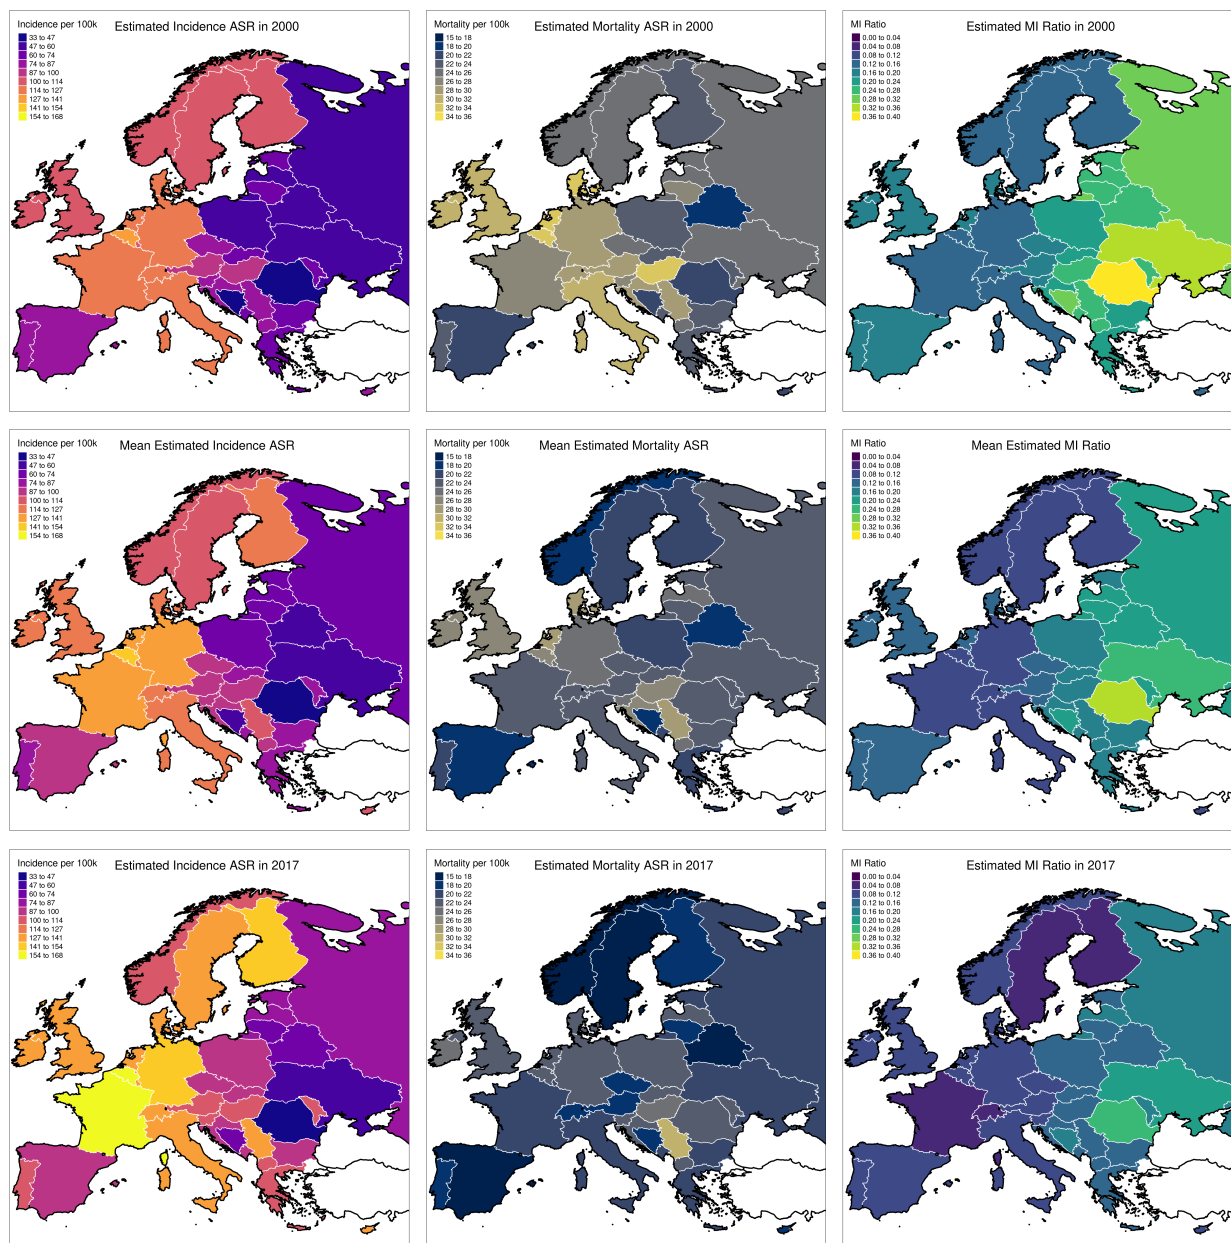 Estimated Incidence ASR in 2000
Incidence per 100k
33 to 47
47 to 60
60 to 74
74 to 87
87 to 100
100 to 114
114 to 127
127 to 141
141 to 154
154 to 168
Estimated Mortality ASR in 2000
Mortality per 100k
15 to 18
18 to 20
20 to 22
22 to 24
24 to 26
26 to 28
28 to 30
30 to 32
32 to 34
34 to 36
Estimated MI Ratio in 2000
MI Ratio
0.00 to 0.04
0.04 to 0.08
0.08 to 0.12
0.12 to 0.16
0.16 to 0.20
0.20 to 0.24
0.24 to 0.28
0.28 to 0.32
0.32 to 0.36
0.36 to 0.40
Mean Estimated Incidence ASR
Incidence per 100k
33 to 47
47 to 60
60 to 74
74 to 87
87 to 100
100 to 114
114 to 127
127 to 141
141 to 154
154 to 168
Mean Estimated Mortality ASR
Mortality per 100k
15 to 18
18 to 20
20 to 22
22 to 24
24 to 26
26 to 28
28 to 30
30 to 32
32 to 34
34 to 36
Mean Estimated MI Ratio
MI Ratio
0.00 to 0.04
0.04 to 0.08
0.08 to 0.12
0.12 to 0.16
0.16 to 0.20
0.20 to 0.24
0.24 to 0.28
0.28 to 0.32
0.32 to 0.36
0.36 to 0.40
Estimated Incidence ASR in 2017
Incidence per 100k
33 to 47
47 to 60
60 to 74
74 to 87
87 to 100
100 to 114
114 to 127
127 to 141
141 to 154
154 to 168
Estimated Mortality ASR in 2017
Mortality per 100k
15 to 18
18 to 20
20 to 22
22 to 24
24 to 26
26 to 28
28 to 30
30 to 32
32 to 34
34 to 36
Estimated MI Ratio in 2017
MI Ratio
0.00 to 0.04
0.04 to 0.08
0.08 to 0.12
0.12 to 0.16
0.16 to 0.20
0.20 to 0.24
0.24 to 0.28
0.28 to 0.32
0.32 to 0.36
0.36 to 0.40